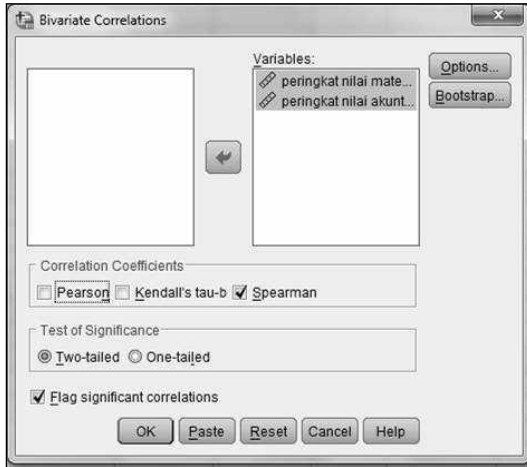 Bivariate Correlations
Variables:
peringkat nilai mate...
peringkat nilai akunt...
Options...
Bootstrap...
Correlation Coefficients
Pearson Kendall's tau-b Spearman
Test of Significance
Two-tailed One-tailed
Flag significant correlations
OK Paste Reset Cancel Help